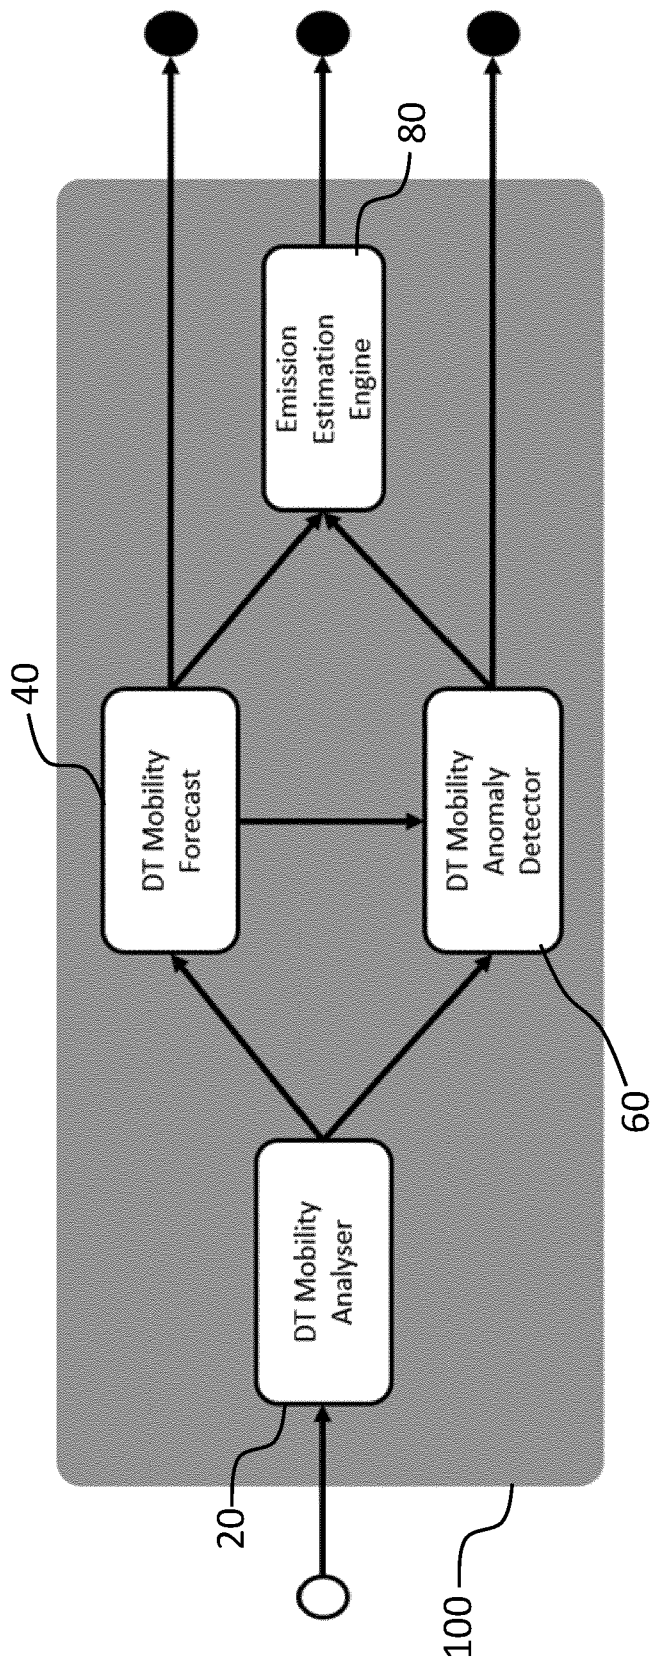 20
DT Mobility
Analyser
100
40
DT Mobility
Forecast
DT Mobility
Anomaly
Detector
60
Emission
Estimation
Engine
80